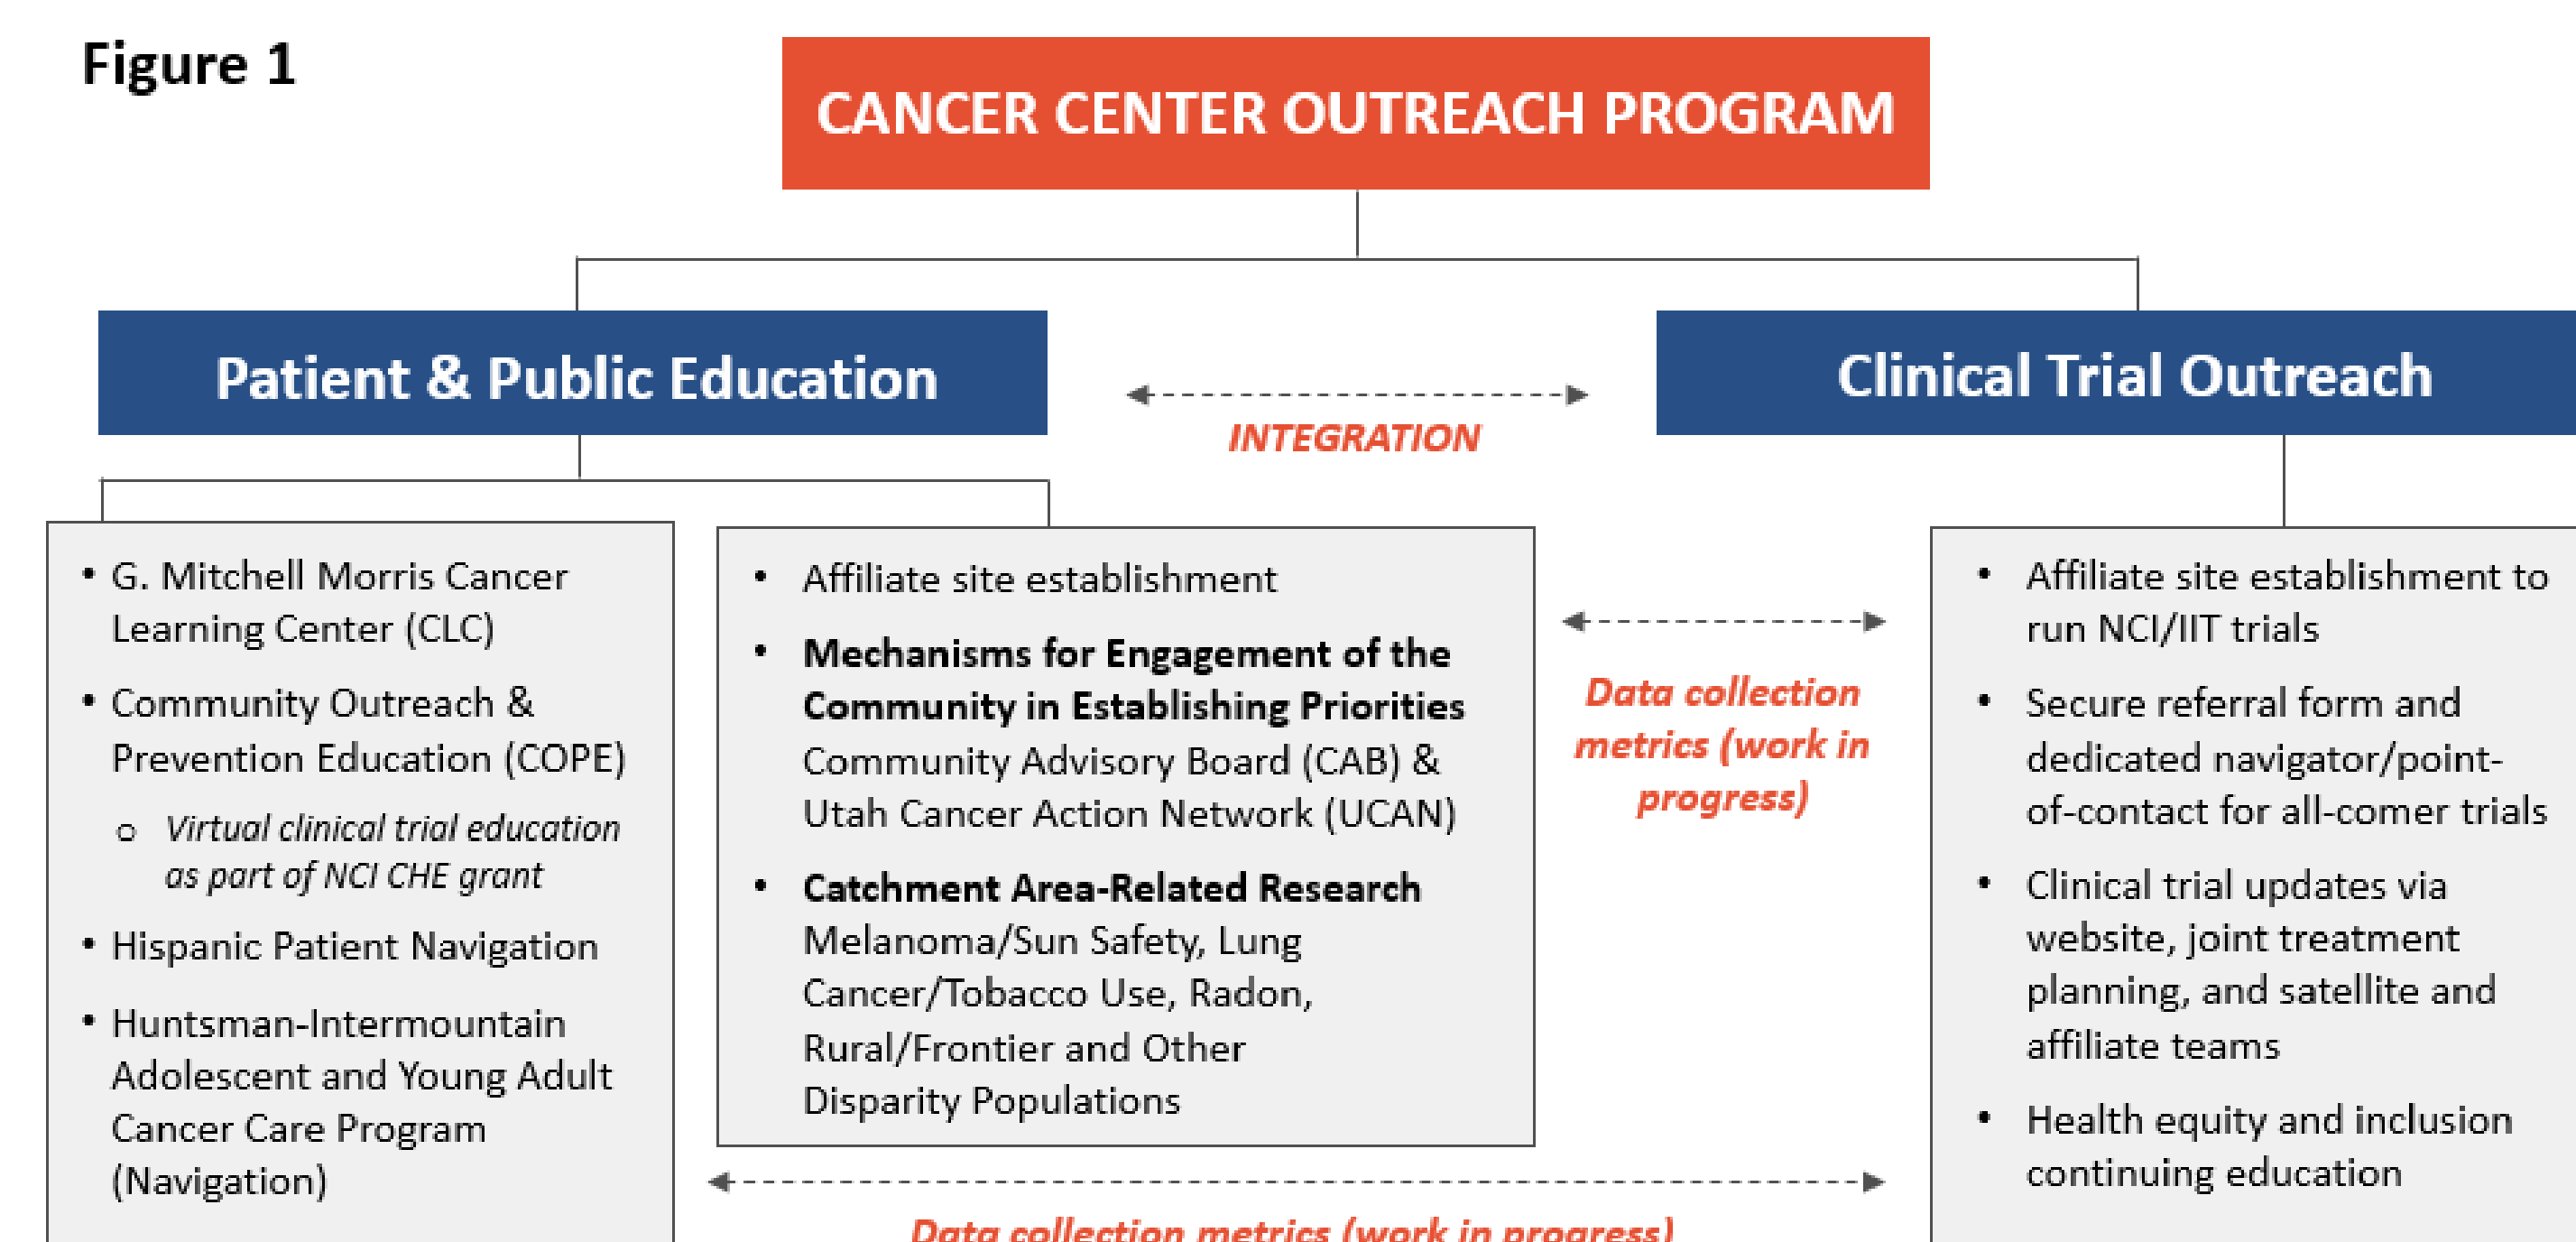 Figure 1
CANCER CENTER OUTREACH PROGRAM
Patient & Public Education
INTEGRATION
Clinical Trial Outreach
• G. Mitchell Morris Cancer
Learning Center (CLC)
• Community Outreach &
Prevention Education (COPE)
o Virtual clinical trial education
as part of NCI CHE grant
• Hispanic Patient Navigation
• Huntsman-Intermountain
Adolescent and Young Adult
Cancer Care Program
(Navigation)
• Affiliate site establishment
• Mechanisms for Engagement of the
Community in Establishing Priorities
Community Advisory Board (CAB) &
Utah Cancer Action Network (UCAN)
• Catchment Area-Related Research
Melanoma/Sun Safety, Lung
Cancer/Tobacco Use, Radon,
Rural/Frontier and Other
Disparity Populations
Data collection
metrics (work in
progress)
• Affiliate site establishment to
run NCI/IIT trials
• Secure referral form and
dedicated navigator/point-
of-contact for all-comer trials
• Clinical trial updates via
website, joint treatment
planning, and satellite and
affiliate teams
• Health equity and inclusion
continuing education
Data collection metrics (work in progress)